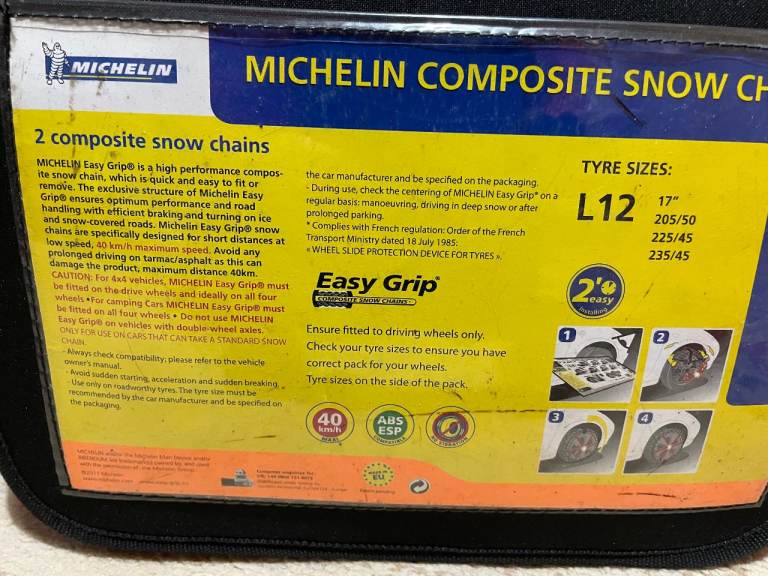 MICHELIN
MICHELIN COMPOSITE SNOW CH
2 composite snow chains
MICHELIN Easy Grip® is a high performance compos-
ite snow chain, which is quick and easy to fit or
remove. The exclusive structure of Michelin Easy
Grip® ensures optimum performance and road
handling with efficient braking and turning on ice
and snow-covered roads. Michelin Easy Grip® snow
chains are specifically designed for short distances at
low speed, 40 km/h maximum speed. Avoid any
prolonged driving on tarmac/asphalt as this can
damage the product, maximum distance 40km.
CAUTION: For 4x4 vehicles, MICHELIN Easy Grip® must
be fitted on the drive wheels and ideally on all four
wheels • For camping Cars MICHELIN Easy Grip® must
be fitted on all four wheels • Do not use MICHELIN
Easy Grip® on vehicles with double-wheel axles.
ONLY FOR USE ON CARS THAT CAN TAKE A STANDARD SNOW
CHAIN.
- Always check compatibility; please refer to the vehicle
owner's manual.
- Avoid sudden starting, acceleration and sudden breaking.
- Use only on roadworthy tyres. The tyre size must be
recommended by the car manufacturer and be specified on
the packaging.
the car manufacturer and be specified on the packaging.
- During use, check the centering of MICHELIN Easy Grip® on a
regular basis: manoeuvring, driving in deep snow or after
prolonged parking.
* Complies with French regulation: Order of the French
Transport Ministry dated 18 July 1985:
« WHEEL SLIDE PROTECTION DEVICE FOR TYRES ».
Easy Grip®
COMPOSITE SNOW CHAINS
Ensure fitted to driving wheels only.
Check your tyre sizes to ensure you have
correct pack for your wheels.
Tyre sizes on the side of the pack.
40
km/h
MAXI
ABS
ESP
COMPATIBLE
NO VIBRATION
TYRE SIZES:
L12
17"
205/50
225/45
235/45
2'
easy
installing
1
2
3
4
©2011 Michelin
EU